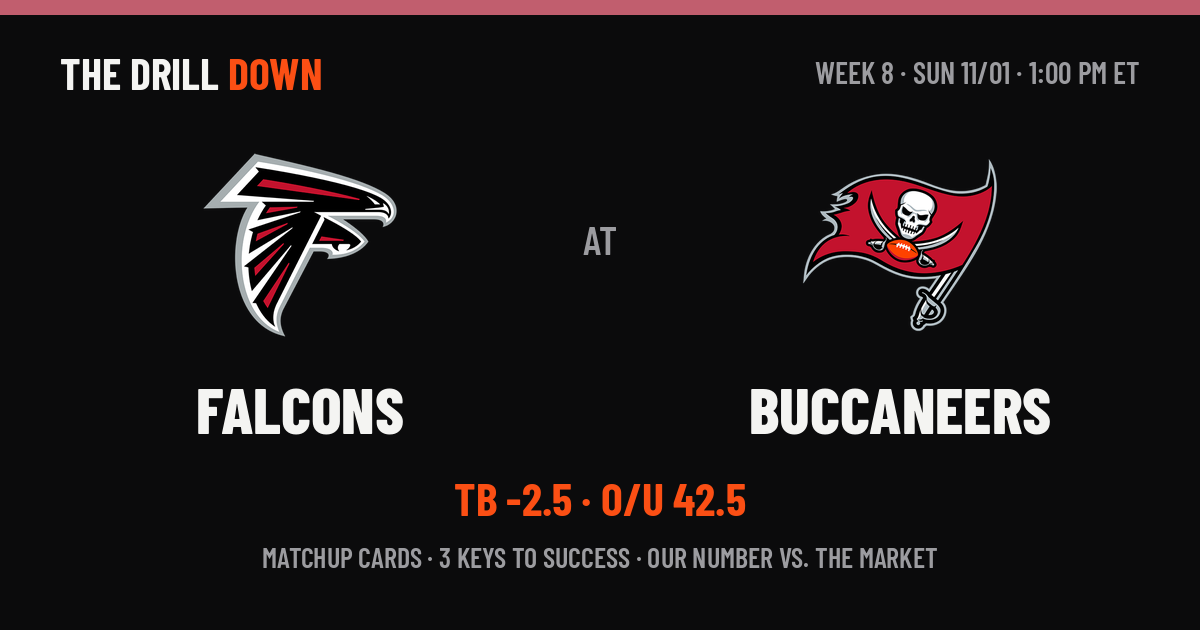 THE DRILL DOWN
WEEK 8 · SUN 11/01 · 1:00 PM ET
AT
FALCONS
BUCCANEERS
TB -2.5 · O/U 42.5
MATCHUP CARDS · 3 KEYS TO SUCCESS · OUR NUMBER VS. THE MARKET